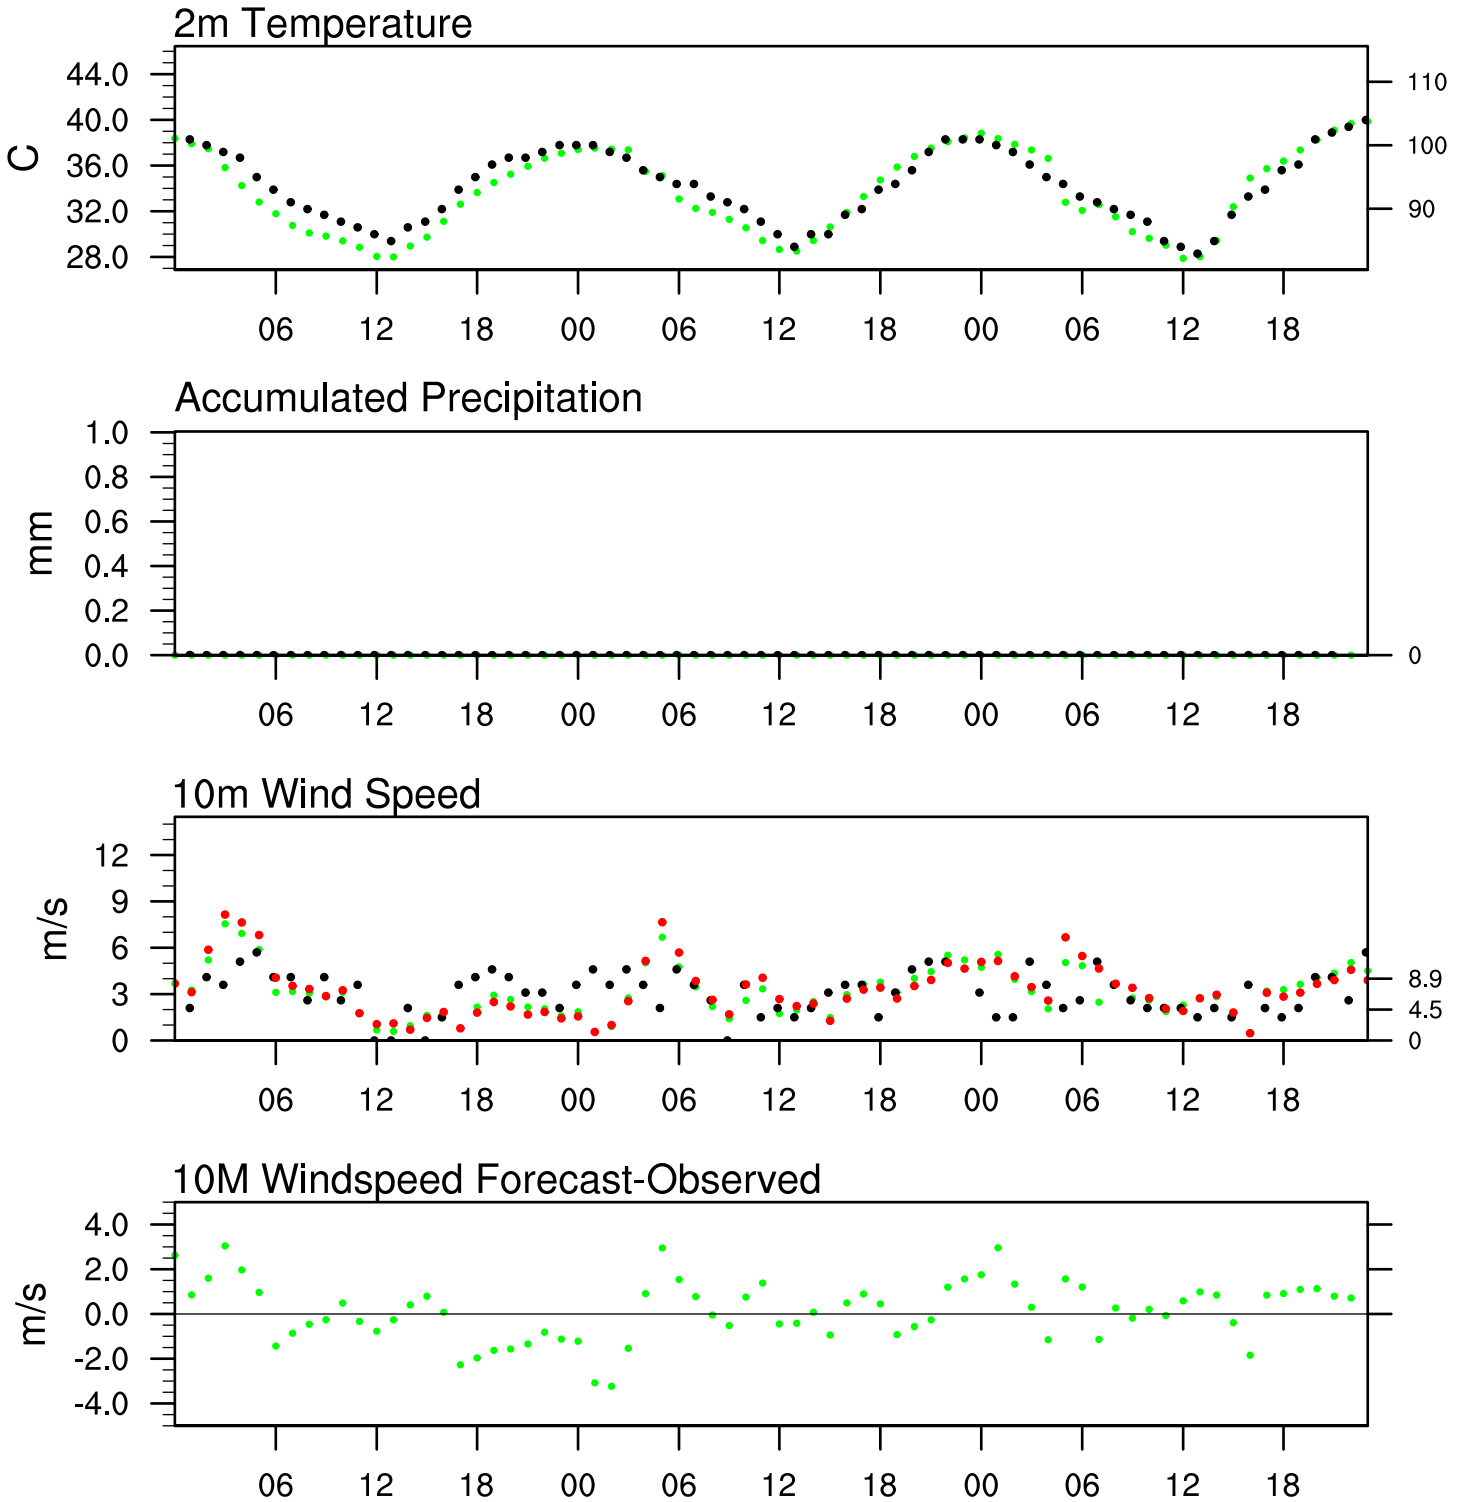 2m Temperature
44.0
110
40.0
100
C
36.0
32.0
90
28.0
06 12 18 00 06 12 18 00 06 12 18
Accumulated Precipitation
1.0
0.8
0.6
mm
0.4
0.2
0.0
0
06 12 18 00 06 12 18 00 06 12 18
10m Wind Speed
12
9
m/s
6
8.9
3
4.5
0
0
06 12 18 00 06 12 18 00 06 12 18
10M Windspeed Forecast-Observed
4.0
2.0
m/s
0.0
-2.0
-4.0
06 12 18 00 06 12 18 00 06 12 18